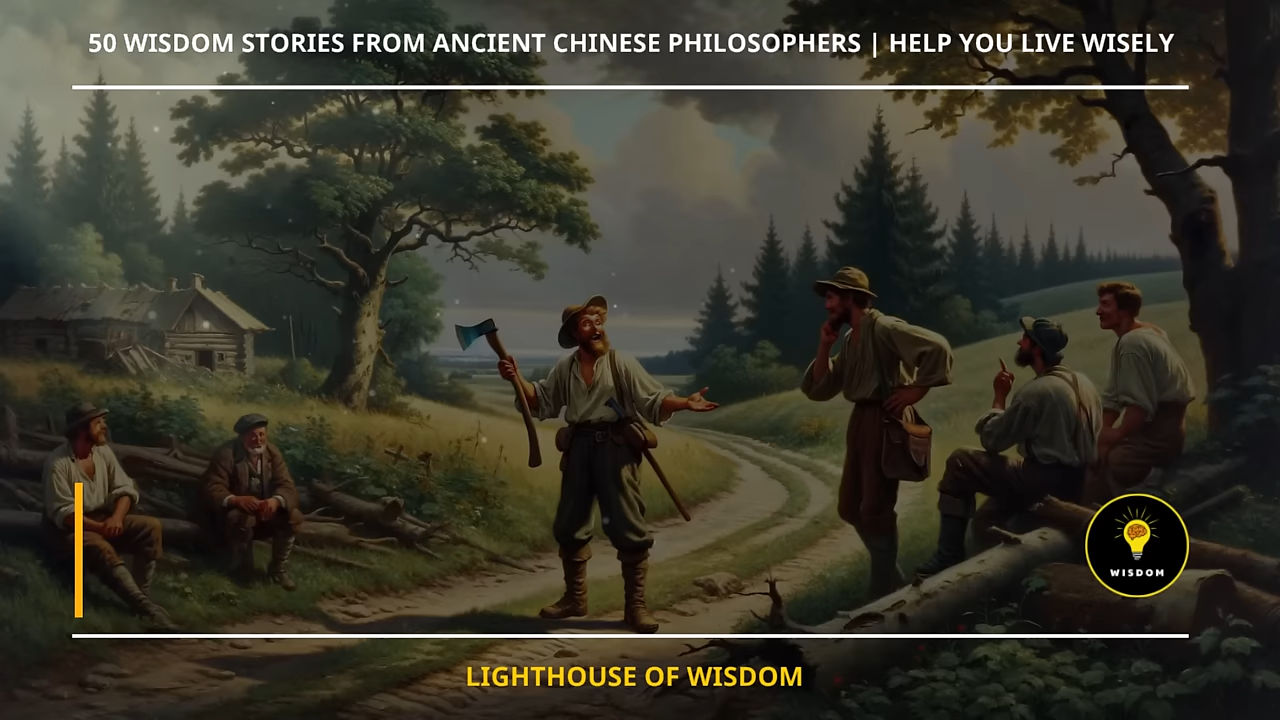 50 WISDOM STORIES FROM ANCIENT CHINESE PHILOSOPHERS | HELP YOU LIVE WISELY
WISDOM
LIGHTHOUSE OF WISDOM